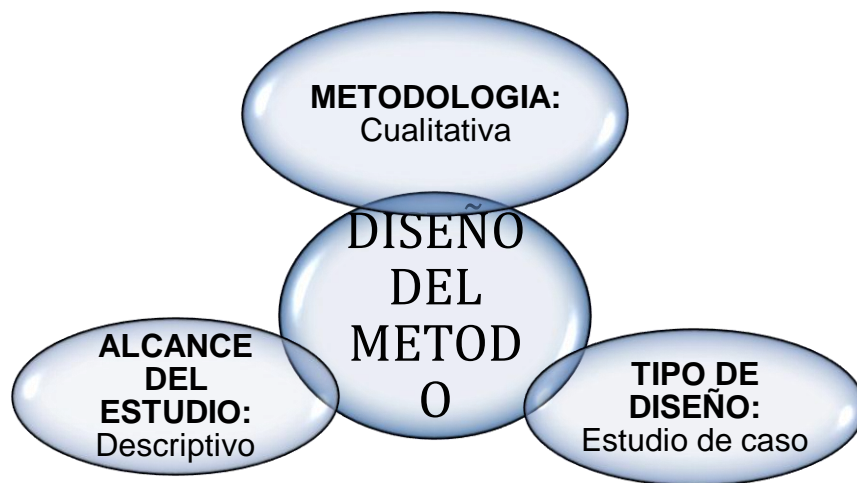 METODOLOGIA:
Cualitativa
DISEÑO
DEL
METOD
O
ALCANCE
DEL
ESTUDIO:
Descriptivo
TIPO DE
DISEÑO:
Estudio de caso